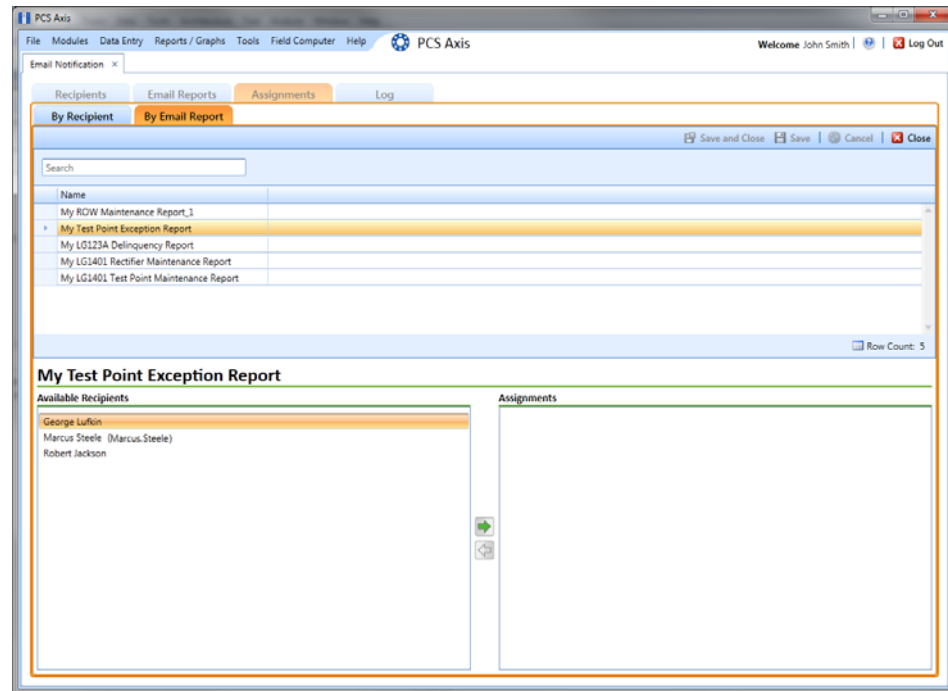 PCS Axis
File Modules Data Entry Reports / Graphs Tools Field Computer Help PCS Axis Welcome John Smith | | Log Out
Email Notification ×
Recipients Email Reports Assignments Log
By Recipient By Email Report
Save and Close Save | Cancel | Close
Search
Name
My ROW Maintenance Report_1
My Test Point Exception Report
My LG123A Delinquency Report
My LG1401 Rectifier Maintenance Report
My LG1401 Test Point Maintenance Report
Row Count: 5
My Test Point Exception Report
Available Recipients Assignments
George Lufkin
Marcus Steele (Marcus.Steele)
Robert Jackson